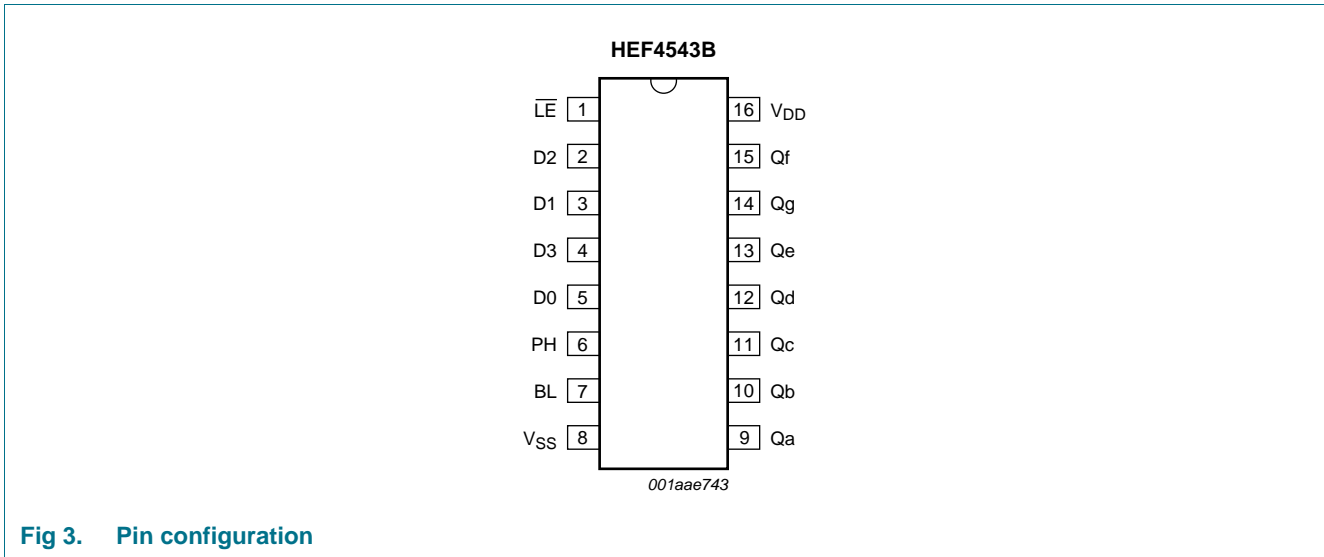 HEF4543B
L̅E̅ 1 16 VDD
D2 2 15 Qf
D1 3 14 Qg
D3 4 13 Qe
D0 5 12 Qd
PH 6 11 Qc
BL 7 10 Qb
VSS 8 9 Qa
001aae743
Fig 3. Pin configuration